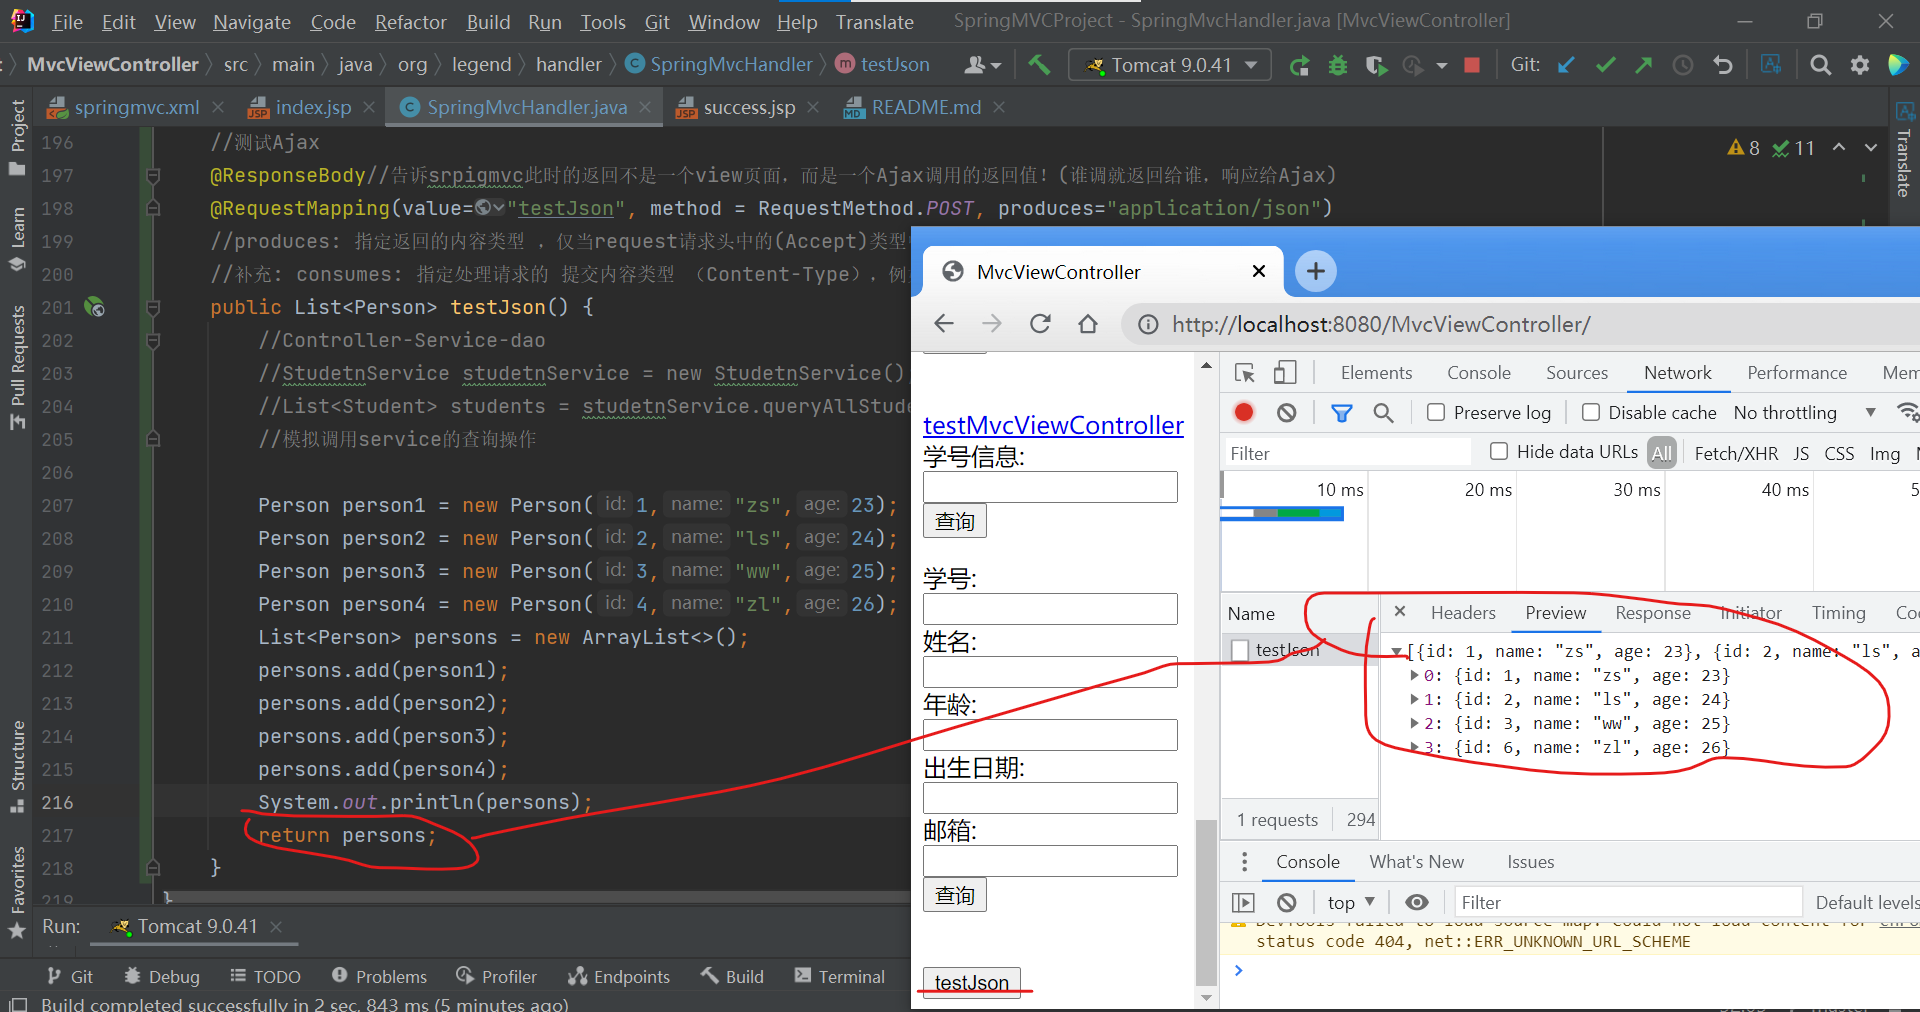 File Edit View Navigate Code Refactor Build Run Tools Git Window Help Translate SpringMVCProject - SpringMvcHandler.java [MvcViewController]
MvcViewController src main java org legend handler SpringMvcHandler testJson Tomcat 9.0.41 Git:
springmvc.xml index.jsp SpringMvcHandler.java success.jsp README.md
Project
Learn
Pull Requests
Structure
Favorites
Translate
8 11
196 //测试Ajax
197 @ResponseBody//告诉srpigmvc此时的返回不是一个view页面，而是一个Ajax调用的返回值！(谁调就返回给谁，响应给Ajax)
198 @RequestMapping(value="testJson", method = RequestMethod.POST, produces="application/json")
199 //produces: 指定返回的内容类型 ，仅当request请求头中的(Accept)类型
200 //补充: consumes: 指定处理请求的 提交内容类型 （Content-Type），例
201 public List<Person> testJson() {
202 //Controller-Service-dao
203 //StudetnService studetnService = new StudetnService()
204 //List<Student> students = studetnService.queryAllStude
205 //模拟调用service的查询操作
206
207 Person person1 = new Person( id: 1, name: "zs", age: 23);
208 Person person2 = new Person( id: 2, name: "ls", age: 24);
209 Person person3 = new Person( id: 3, name: "ww", age: 25);
210 Person person4 = new Person( id: 4, name: "zl", age: 26);
211 List<Person> persons = new ArrayList<>();
212 persons.add(person1);
213 persons.add(person2);
214 persons.add(person3);
215 persons.add(person4);
216 System.out.println(persons);
217 return persons;
218 }
219 }
Run: Tomcat 9.0.41
Git Debug TODO Problems Profiler Endpoints Build Terminal
Build completed successfully in 2 sec, 843 ms (5 minutes ago)
MvcViewController
http://localhost:8080/MvcViewController/
testMvcViewController
学号信息:
查询
学号:
姓名:
年龄:
出生日期:
邮箱:
查询
testJson
Elements Console Sources Network Performance Mem
Preserve log Disable cache No throttling
Filter Hide data URLs All Fetch/XHR JS CSS Img
10 ms 20 ms 30 ms 40 ms 5
Name Headers Preview Response Initiator Timing Coo
testJson
[{id: 1, name: "zs", age: 23}, {id: 2, name: "ls", a
0: {id: 1, name: "zs", age: 23}
1: {id: 2, name: "ls", age: 24}
2: {id: 3, name: "ww", age: 25}
3: {id: 6, name: "zl", age: 26}
1 requests 294
Console What's New Issues
top Filter Default levels
DevTools failed to load source map: Could not load content for chro
status code 404, net::ERR_UNKNOWN_URL_SCHEME